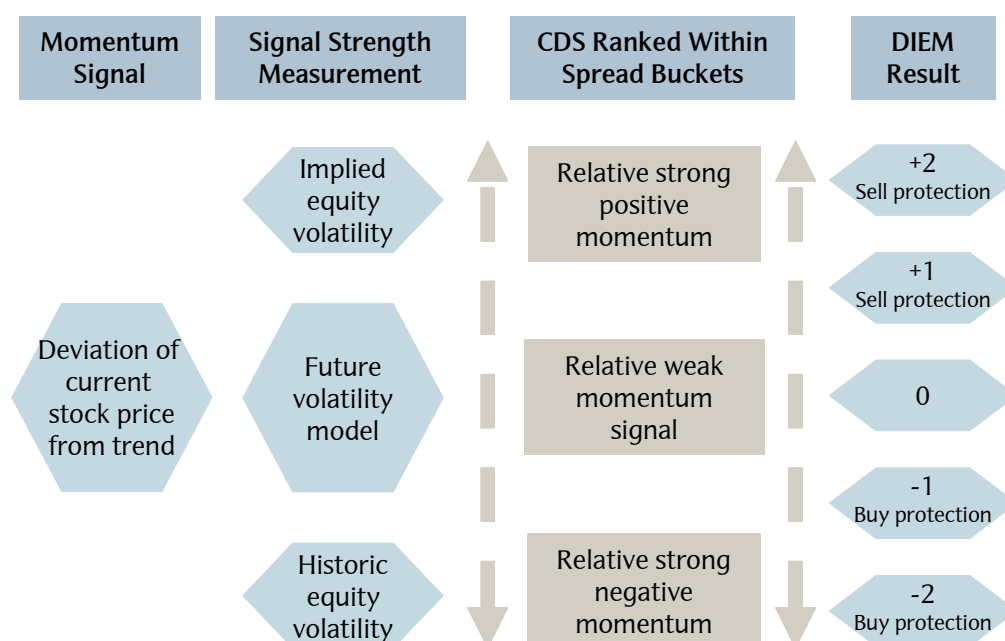 Momentum
Signal
Signal Strength
Measurement
CDS Ranked Within
Spread Buckets
DIEM
Result
Implied
equity
volatility
Relative strong
positive
momentum
+2
Sell protection
+1
Sell protection
Deviation of
current
stock price
from trend
Future
volatility
model
Relative weak
momentum
signal
0
-1
Buy protection
Historic
equity
volatility
Relative strong
negative
momentum
-2
Buy protection